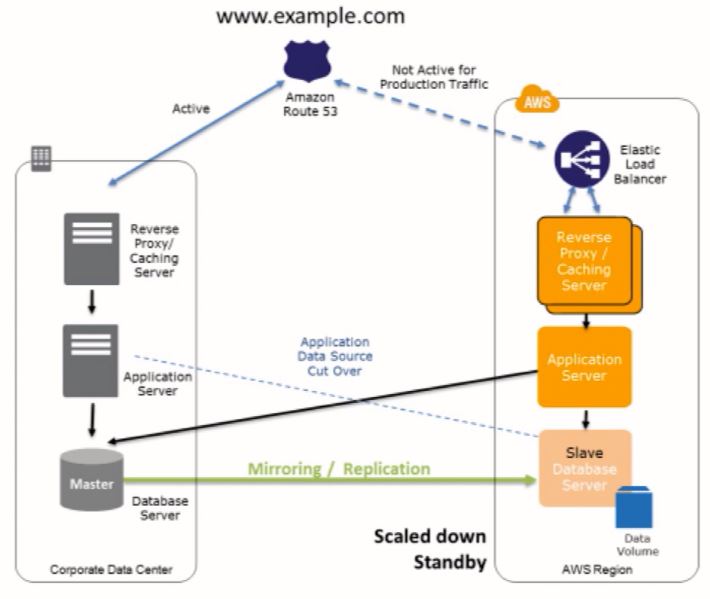 www.example.com
Not Active for
Production Traffic
Amazon
Route 53
Active
AWS
Elastic
Load
Balancer
Reverse
Proxy/
Caching
Server
Reverse
Proxy /
Caching
Server
Application
Data Source
Cut Over
Application
Server
Application
Server
Mirroring / Replication
Master
Database
Server
Slave
Database
Server
Scaled down
Standby
Data
Volume
Corporate Data Center
AWS Region